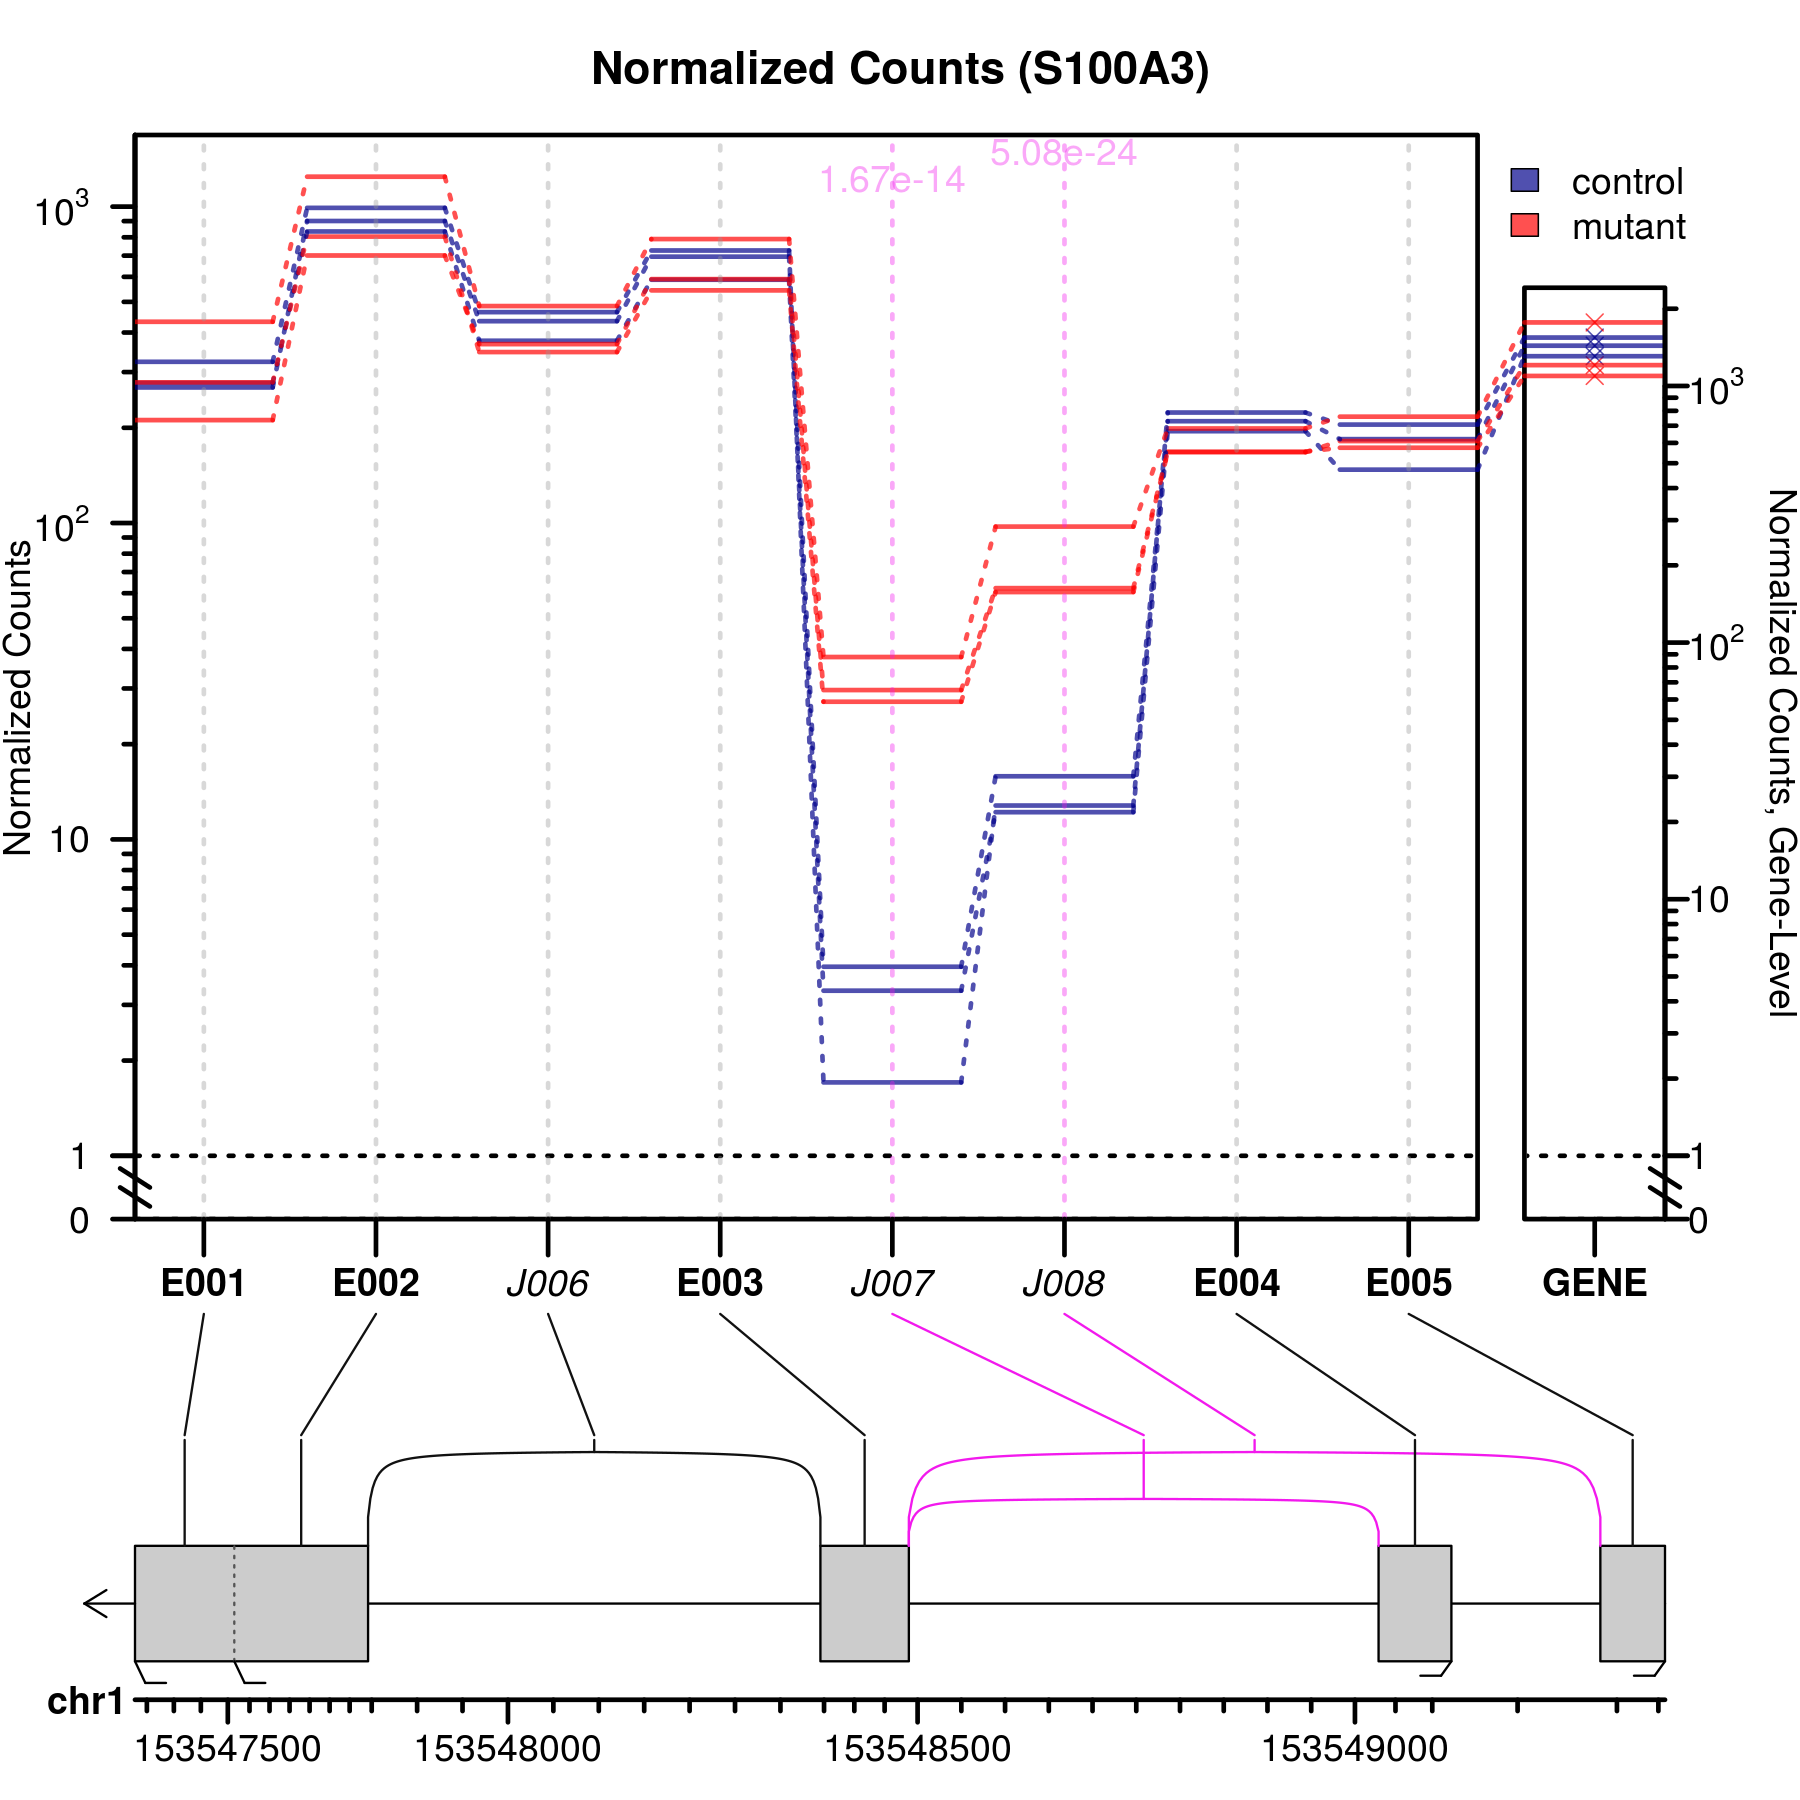 Normalized Counts (S100A3)
5.08e-24
1.67e-14
control
mutant
Normalized Counts
10³
10²
10
1
0
10³
10²
10
1
0
Normalized Counts, Gene-Level
E001 E002 J006 E003 J007 J008 E004 E005 GENE
chr1
153547500 153548000 153548500 153549000